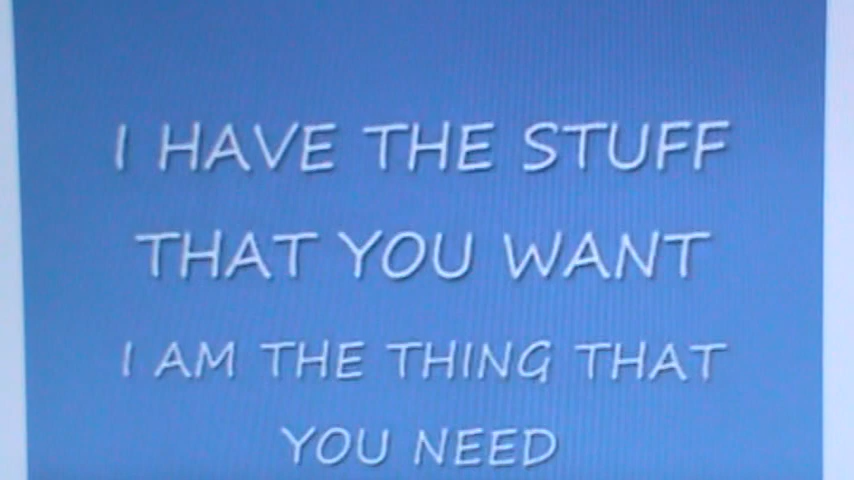 I HAVE THE STUFF
THAT YOU WANT
I AM THE THING THAT
YOU NEED